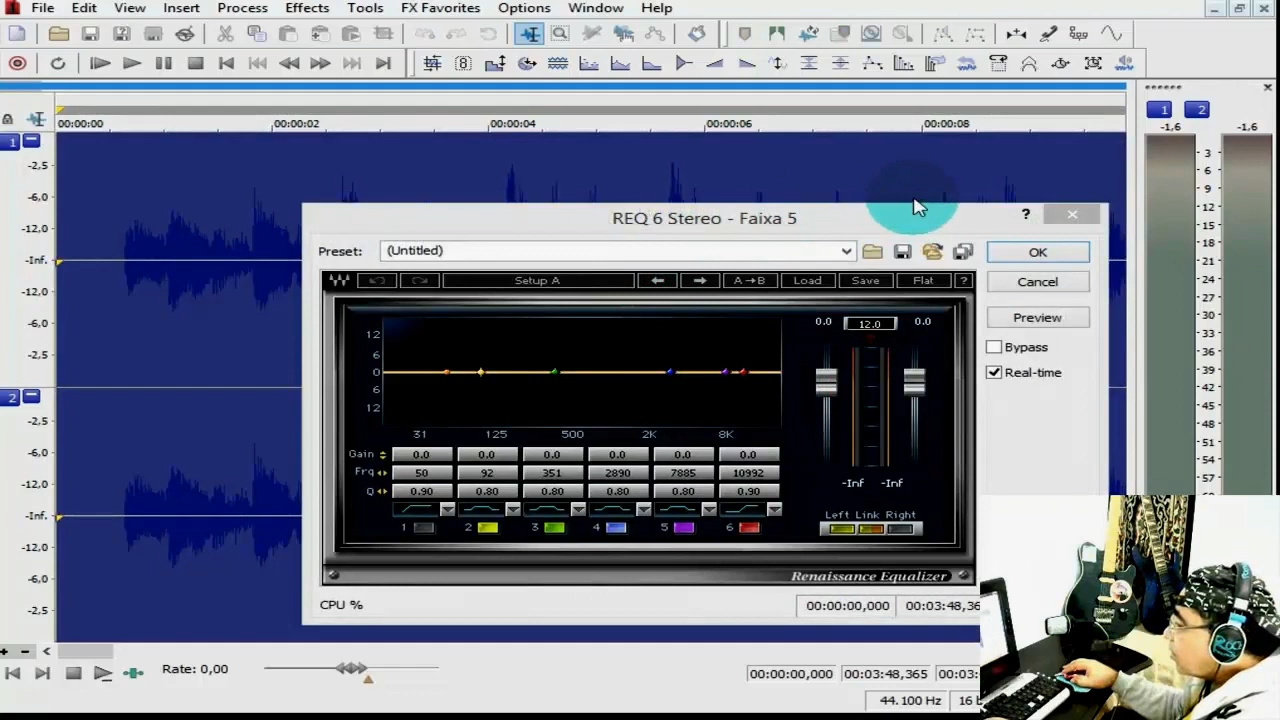 File Edit View Insert Process Effects Tools FX Favorites Options Window Help
00:00:00 00:00:02 00:00:04 00:00:06 00:00:08
1 2
-1,6 -1,6
1
-2,5
-6,0
-12,0
-Inf.
-12,0
-6,0
-2,5
2
-2,5
-6,0
-12,0
-Inf.
-12,0
-6,0
-2,5
3
6
9
12
15
18
21
24
27
30
33
36
39
42
45
48
51
54
57
60
REQ 6 Stereo - Faixa 5 ?
Preset: (Untitled) OK
Setup A A→B Load Save Flat ? Cancel
Preview
Bypass
Real-time
12
6
0
6
12
31 125 500 2K 8K
0.0 12.0 0.0
-Inf -Inf
Gain 0.0 0.0 0.0 0.0 0.0 0.0
Frq 50 92 351 2890 7885 10992
Q 0.90 0.80 0.80 0.80 0.80 0.90
1 2 3 4 5 6
Left Link Right
Renaissance Equalizer
CPU % 00:00:00,000 00:03:48,36
Rate: 0,00 00:00:00,000 00:03:48,365 00:03:
44.100 Hz 16 b